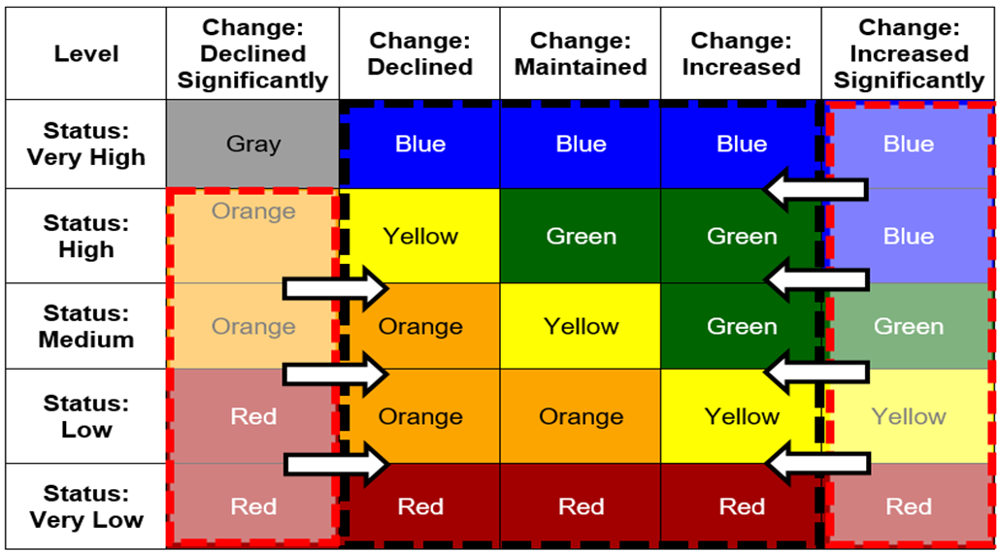 Level
Change:
Declined
Significantly
Change:
Declined
Change:
Maintained
Change:
Increased
Change:
Increased
Significantly
Status:
Very High
Gray
Blue
Blue
Blue
Blue
Status:
High
Orange
Yellow
Green
Green
Blue
Status:
Medium
Orange
Orange
Yellow
Green
Green
Status:
Low
Red
Orange
Orange
Yellow
Yellow
Status:
Very Low
Red
Red
Red
Red
Red